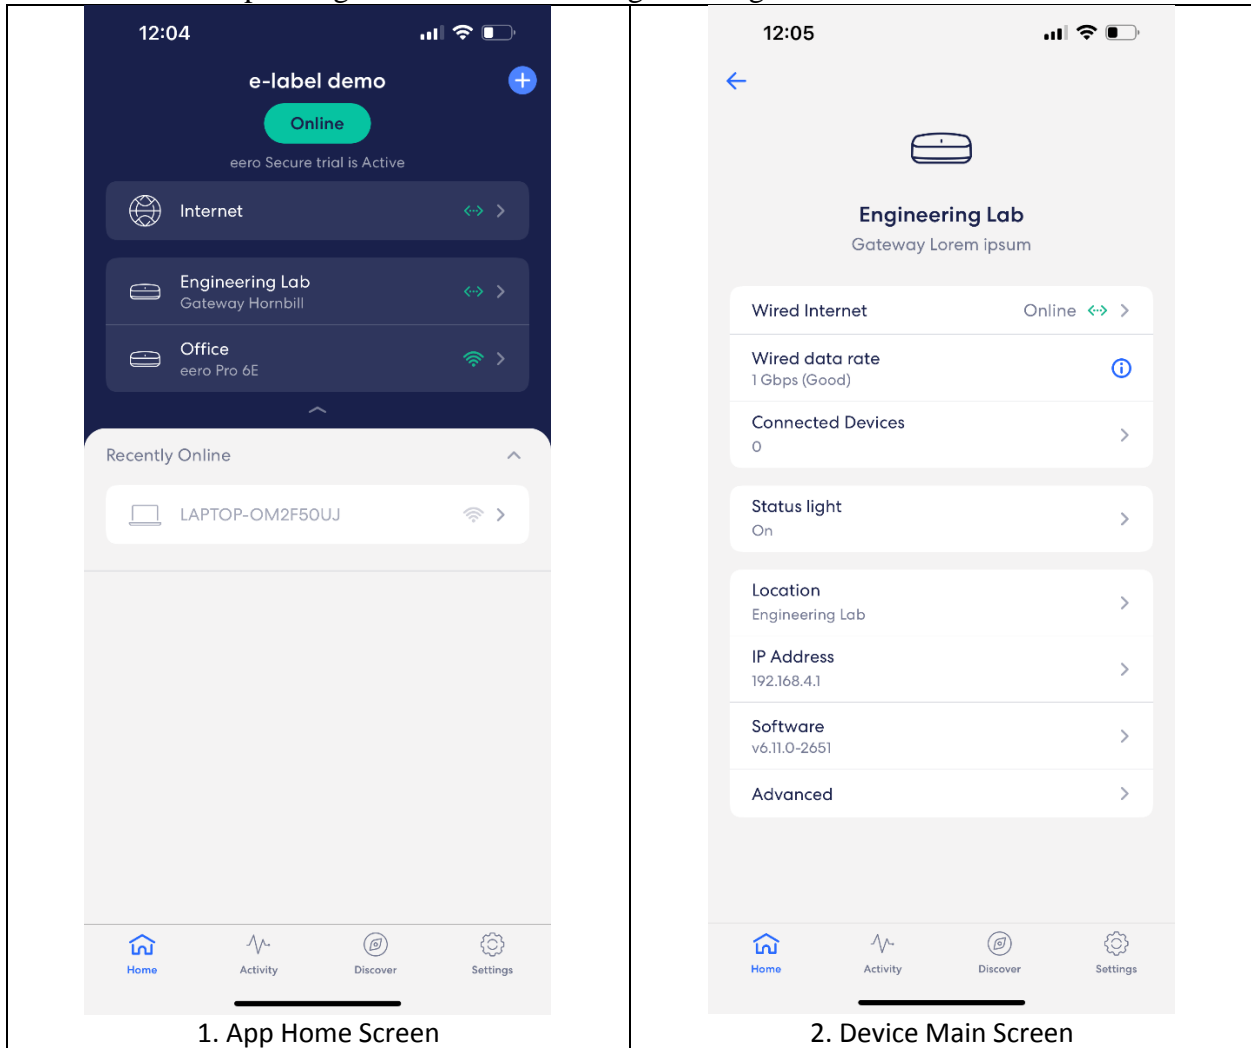 12:04
e-label demo
Online
eero Secure trial is Active
Internet
Engineering Lab
Gateway Hornbill
Office
eero Pro 6E
Recently Online
LAPTOP-OM2F50UJ
Home
Activity
Discover
Settings
1. App Home Screen
12:05
Engineering Lab
Gateway Lorem ipsum
Wired Internet
Online
Wired data rate
1 Gbps (Good)
Connected Devices
0
Status light
On
Location
Engineering Lab
IP Address
192.168.4.1
Software
v6.11.0-2651
Advanced
Home
Activity
Discover
Settings
2. Device Main Screen